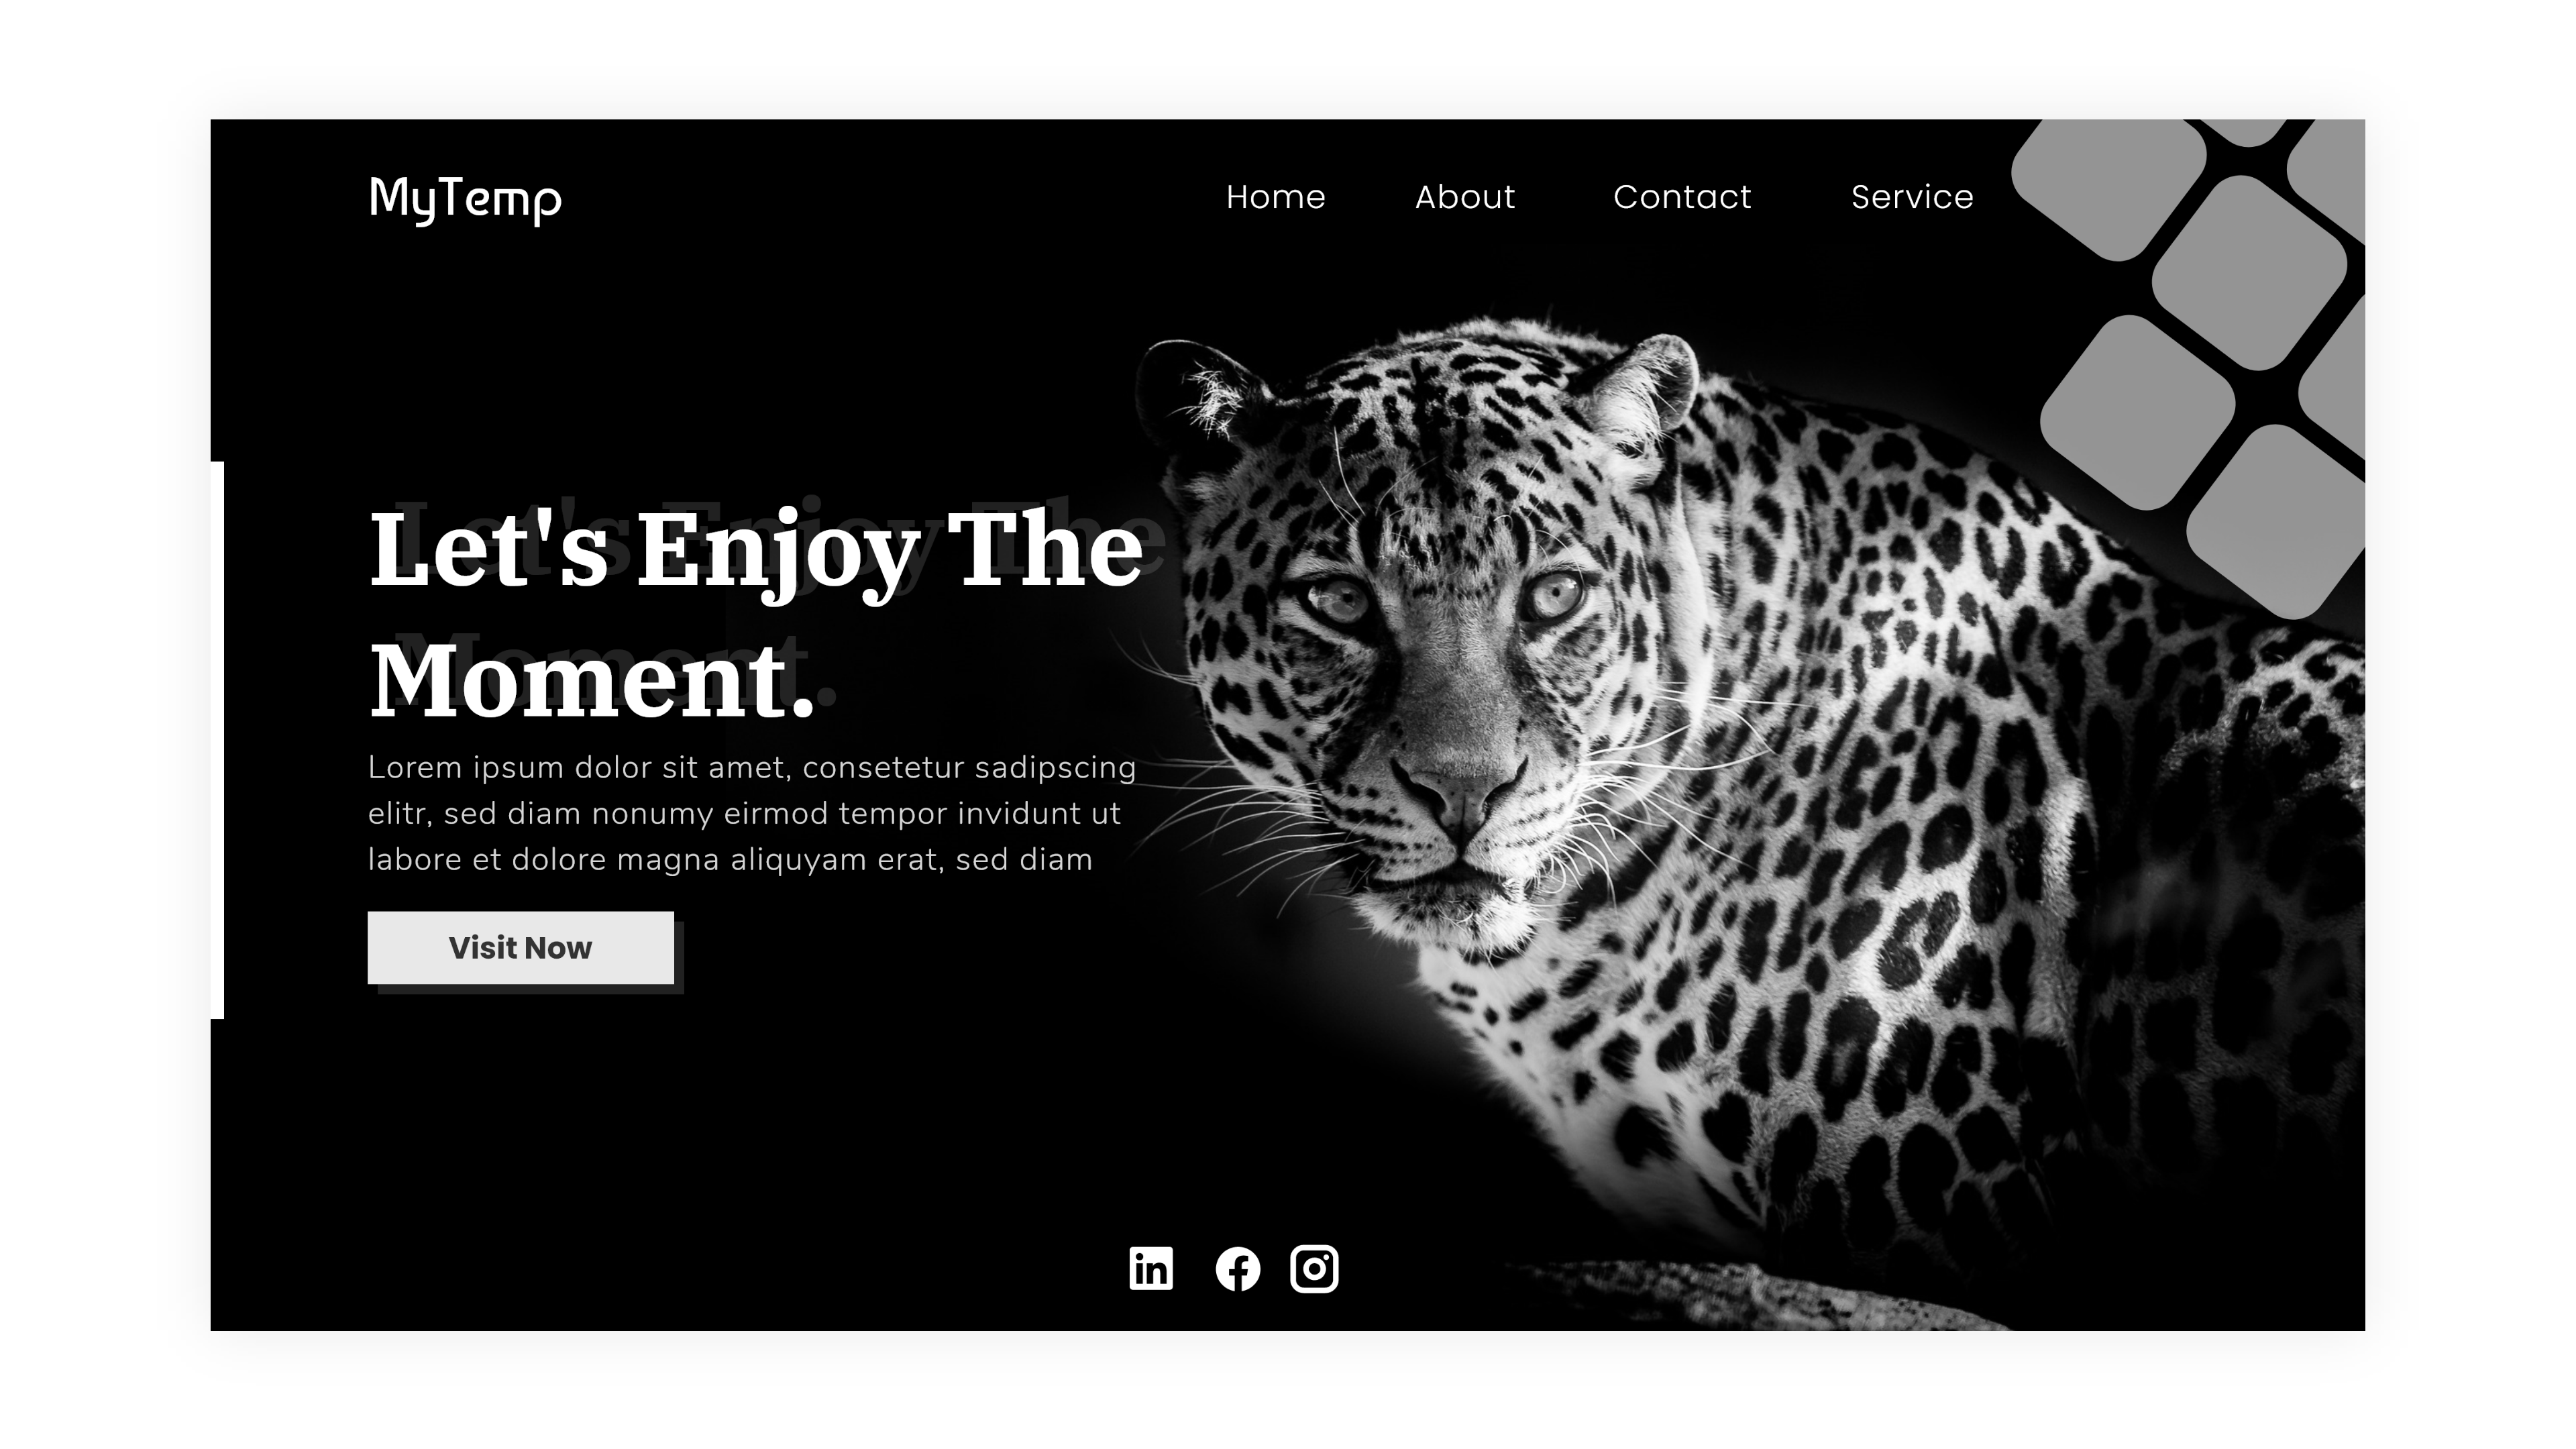 MyTemp
Home About Contact Service
Let's Enjoy The
Moment.
Lorem ipsum dolor sit amet, consetetur sadipscing
elitr, sed diam nonumy eirmod tempor invidunt ut
labore et dolore magna aliquyam erat, sed diam
Visit Now